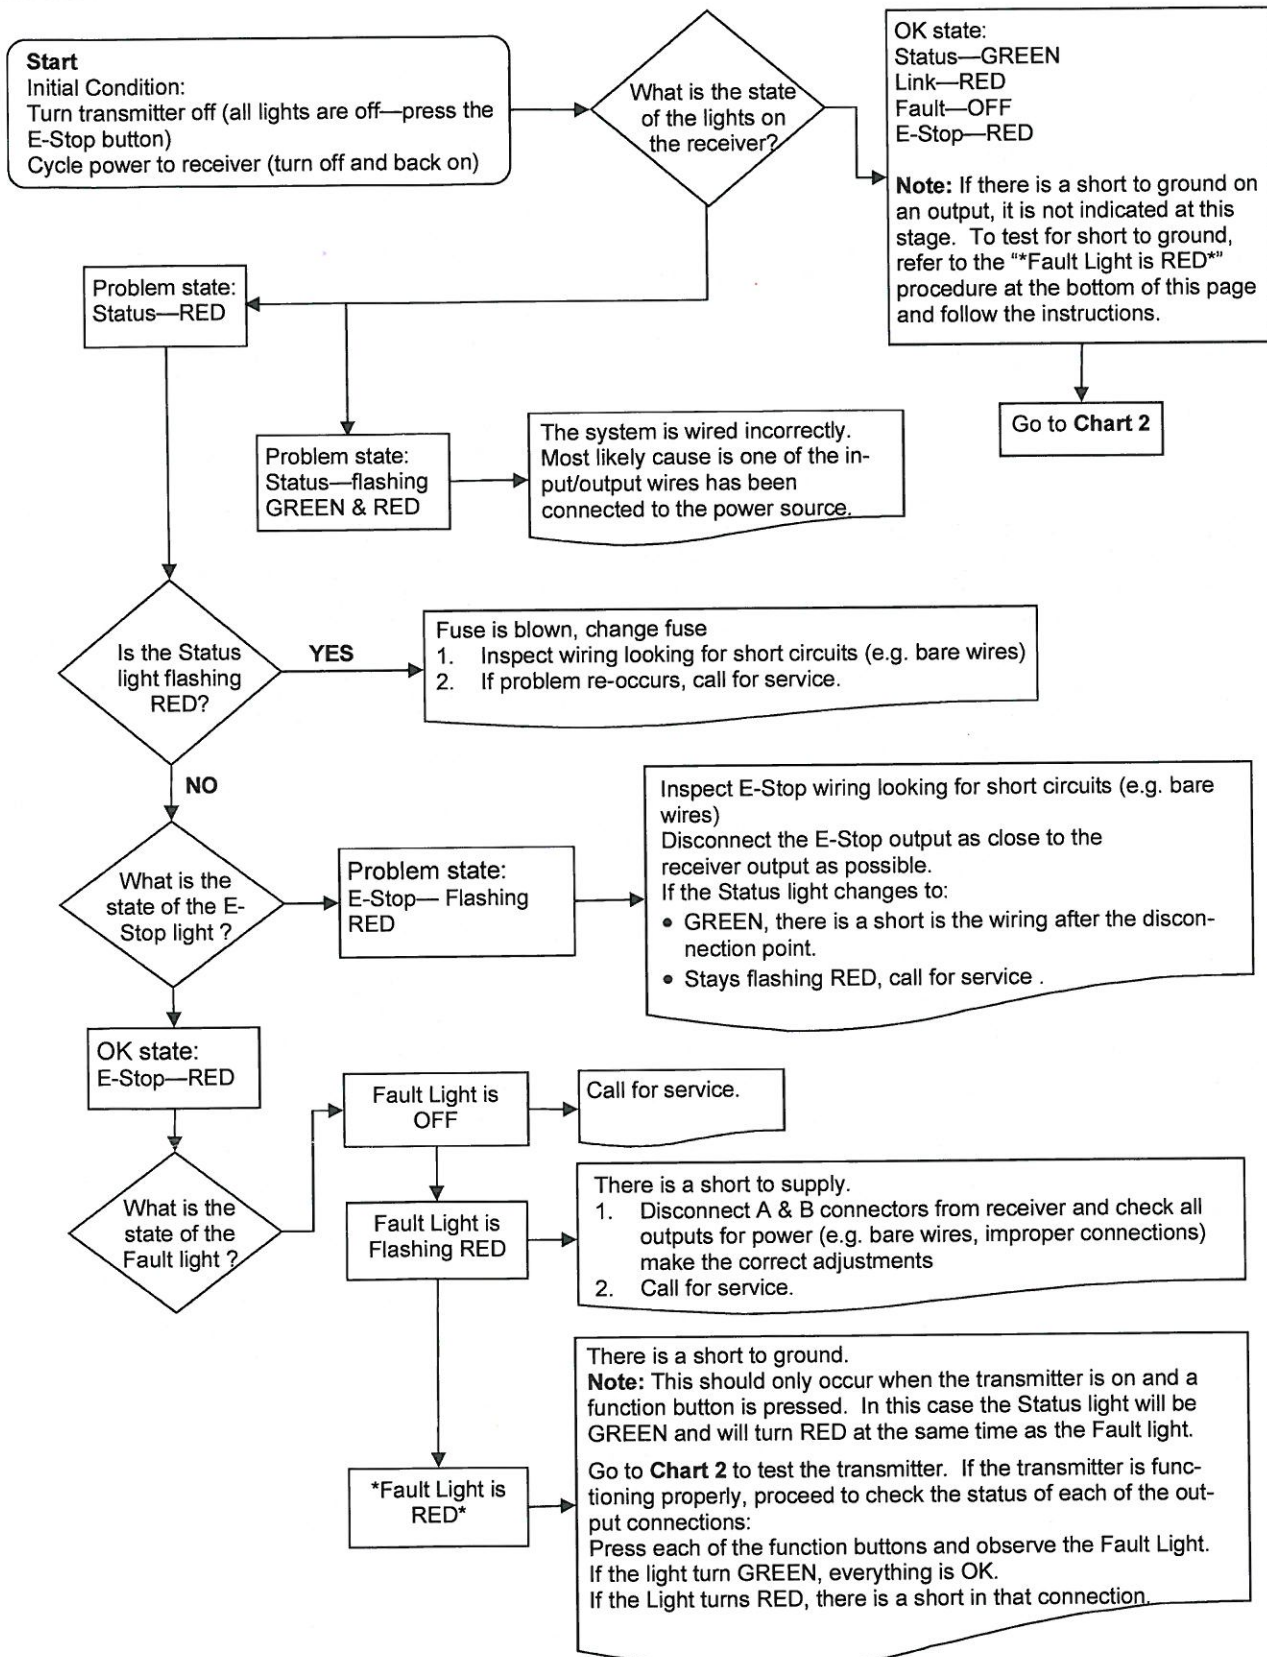 Start
Initial Condition:
Turn transmitter off (all lights are off—press the
E-Stop button)
Cycle power to receiver (turn off and back on)
What is the state
of the lights on
the receiver?
OK state:
Status—GREEN
Link—RED
Fault—OFF
E-Stop—RED
Note: If there is a short to ground on
an output, it is not indicated at this
stage. To test for short to ground,
refer to the “*Fault Light is RED*”
procedure at the bottom of this page
and follow the instructions.
Go to Chart 2
Problem state:
Status—RED
Problem state:
Status—flashing
GREEN & RED
The system is wired incorrectly.
Most likely cause is one of the in-
put/output wires has been
connected to the power source.
Is the Status
light flashing
RED?
YES
Fuse is blown, change fuse
1. Inspect wiring looking for short circuits (e.g. bare wires)
2. If problem re-occurs, call for service.
NO
What is the
state of the E-
Stop light ?
Problem state:
E-Stop— Flashing
RED
Inspect E-Stop wiring looking for short circuits (e.g. bare
wires)
Disconnect the E-Stop output as close to the
receiver output as possible.
If the Status light changes to:
• GREEN, there is a short is the wiring after the discon-
nection point.
• Stays flashing RED, call for service .
OK state:
E-Stop—RED
What is the
state of the
Fault light ?
Fault Light is
OFF
Call for service.
Fault Light is
Flashing RED
There is a short to supply.
1. Disconnect A & B connectors from receiver and check all
outputs for power (e.g. bare wires, improper connections)
make the correct adjustments
2. Call for service.
*Fault Light is
RED*
There is a short to ground.
Note: This should only occur when the transmitter is on and a
function button is pressed. In this case the Status light will be
GREEN and will turn RED at the same time as the Fault light.
Go to Chart 2 to test the transmitter. If the transmitter is func-
tioning properly, proceed to check the status of each of the out-
put connections:
Press each of the function buttons and observe the Fault Light.
If the light turn GREEN, everything is OK.
If the Light turns RED, there is a short in that connection.